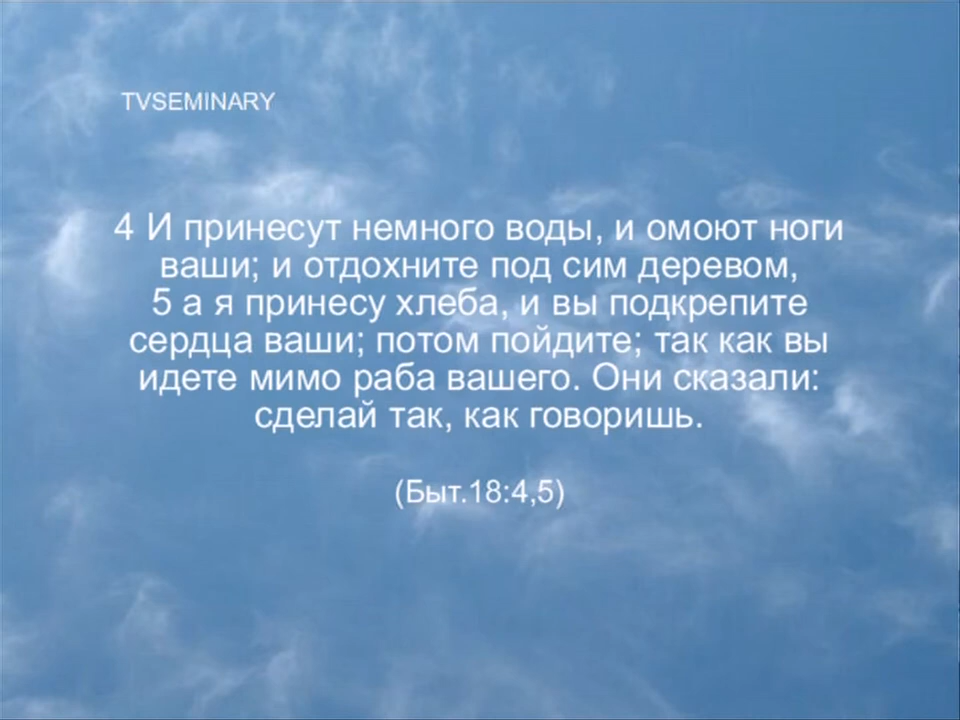 TVSEMINARY
4 И принесут немного воды, и омоют ноги
ваши; и отдохните под сим деревом,
5 а я принесу хлеба, и вы подкрепите
сердца ваши; потом пойдите; так как вы
идете мимо раба вашего. Они сказали:
сделай так, как говоришь.
(Быт.18:4,5)